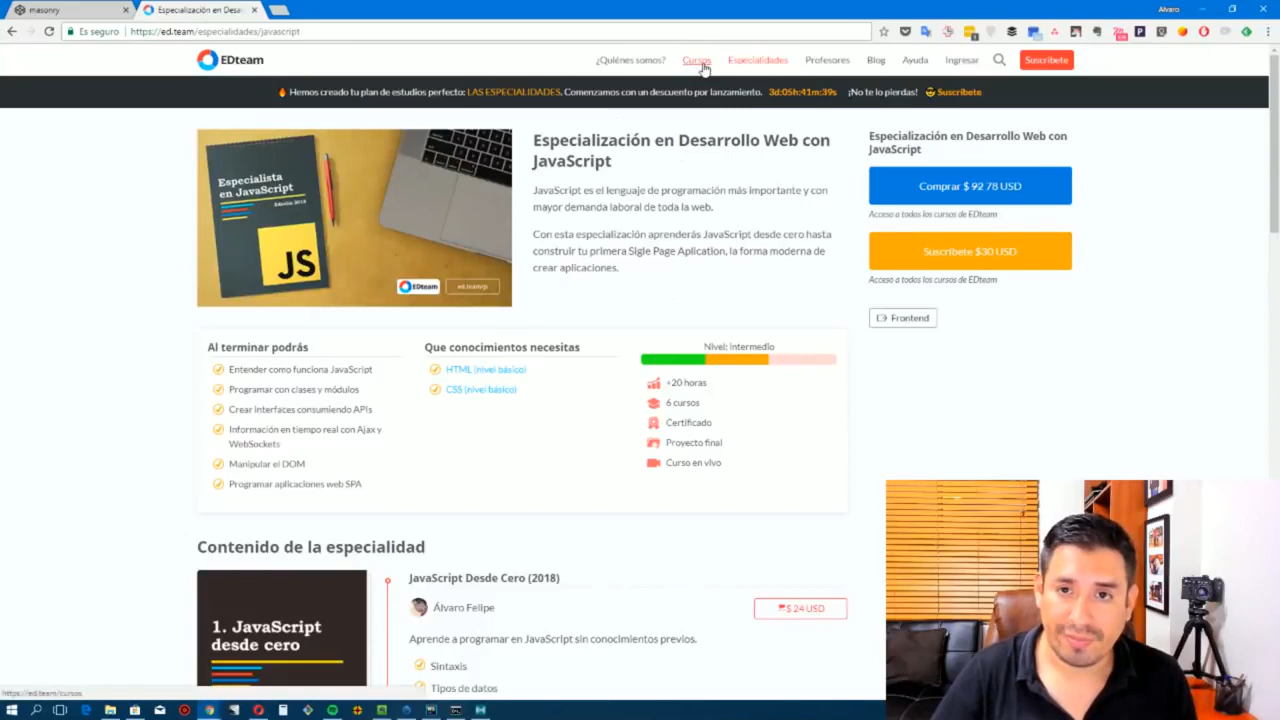 masonry
Especialización en Desa
Alvaro
Es seguro
https://ed.team/especialidades/javascript
EDteam
¿Quiénes somos?
Cursos
Especialidades
Profesores
Blog
Ayuda
Ingresar
Suscríbete
Hemos creado tu plan de estudios perfecto: LAS ESPECIALIDADES. Comenzamos con un descuento por lanzamiento. 3d:05h:41m:39s ¡No te lo pierdas! Suscríbete
Especialista
en JavaScript
Edición 2018
JS
EDteam
ed.team/js
Especialización en Desarrollo Web con
JavaScript
JavaScript es el lenguaje de programación más importante y con
mayor demanda laboral de toda la web.
Con esta especialización aprenderás JavaScript desde cero hasta
construir tu primera Sigle Page Aplication, la forma moderna de
crear aplicaciones.
Especialización en Desarrollo Web con
JavaScript
Comprar $ 92 78 USD
Acceso a todos los cursos de EDteam
Suscríbete $30 USD
Acceso a todos los cursos de EDteam
Frontend
Al terminar podrás
Entender como funciona JavaScript
Programar con clases y módulos
Crear interfaces consumiendo APIs
Información en tiempo real con Ajax y
WebSockets
Manipular el DOM
Programar aplicaciones web SPA
Que conocimientos necesitas
HTML (nivel básico)
CSS (nivel básico)
Nivel: Intermedio
+20 horas
6 cursos
Certificado
Proyecto final
Curso en vivo
Contenido de la especialidad
1. JavaScript
desde cero
JavaScript Desde Cero (2018)
Álvaro Felipe
$ 24 USD
Aprende a programar en JavaScript sin conocimientos previos.
Sintaxis
Tipos de datos
https://ed.team/cursos